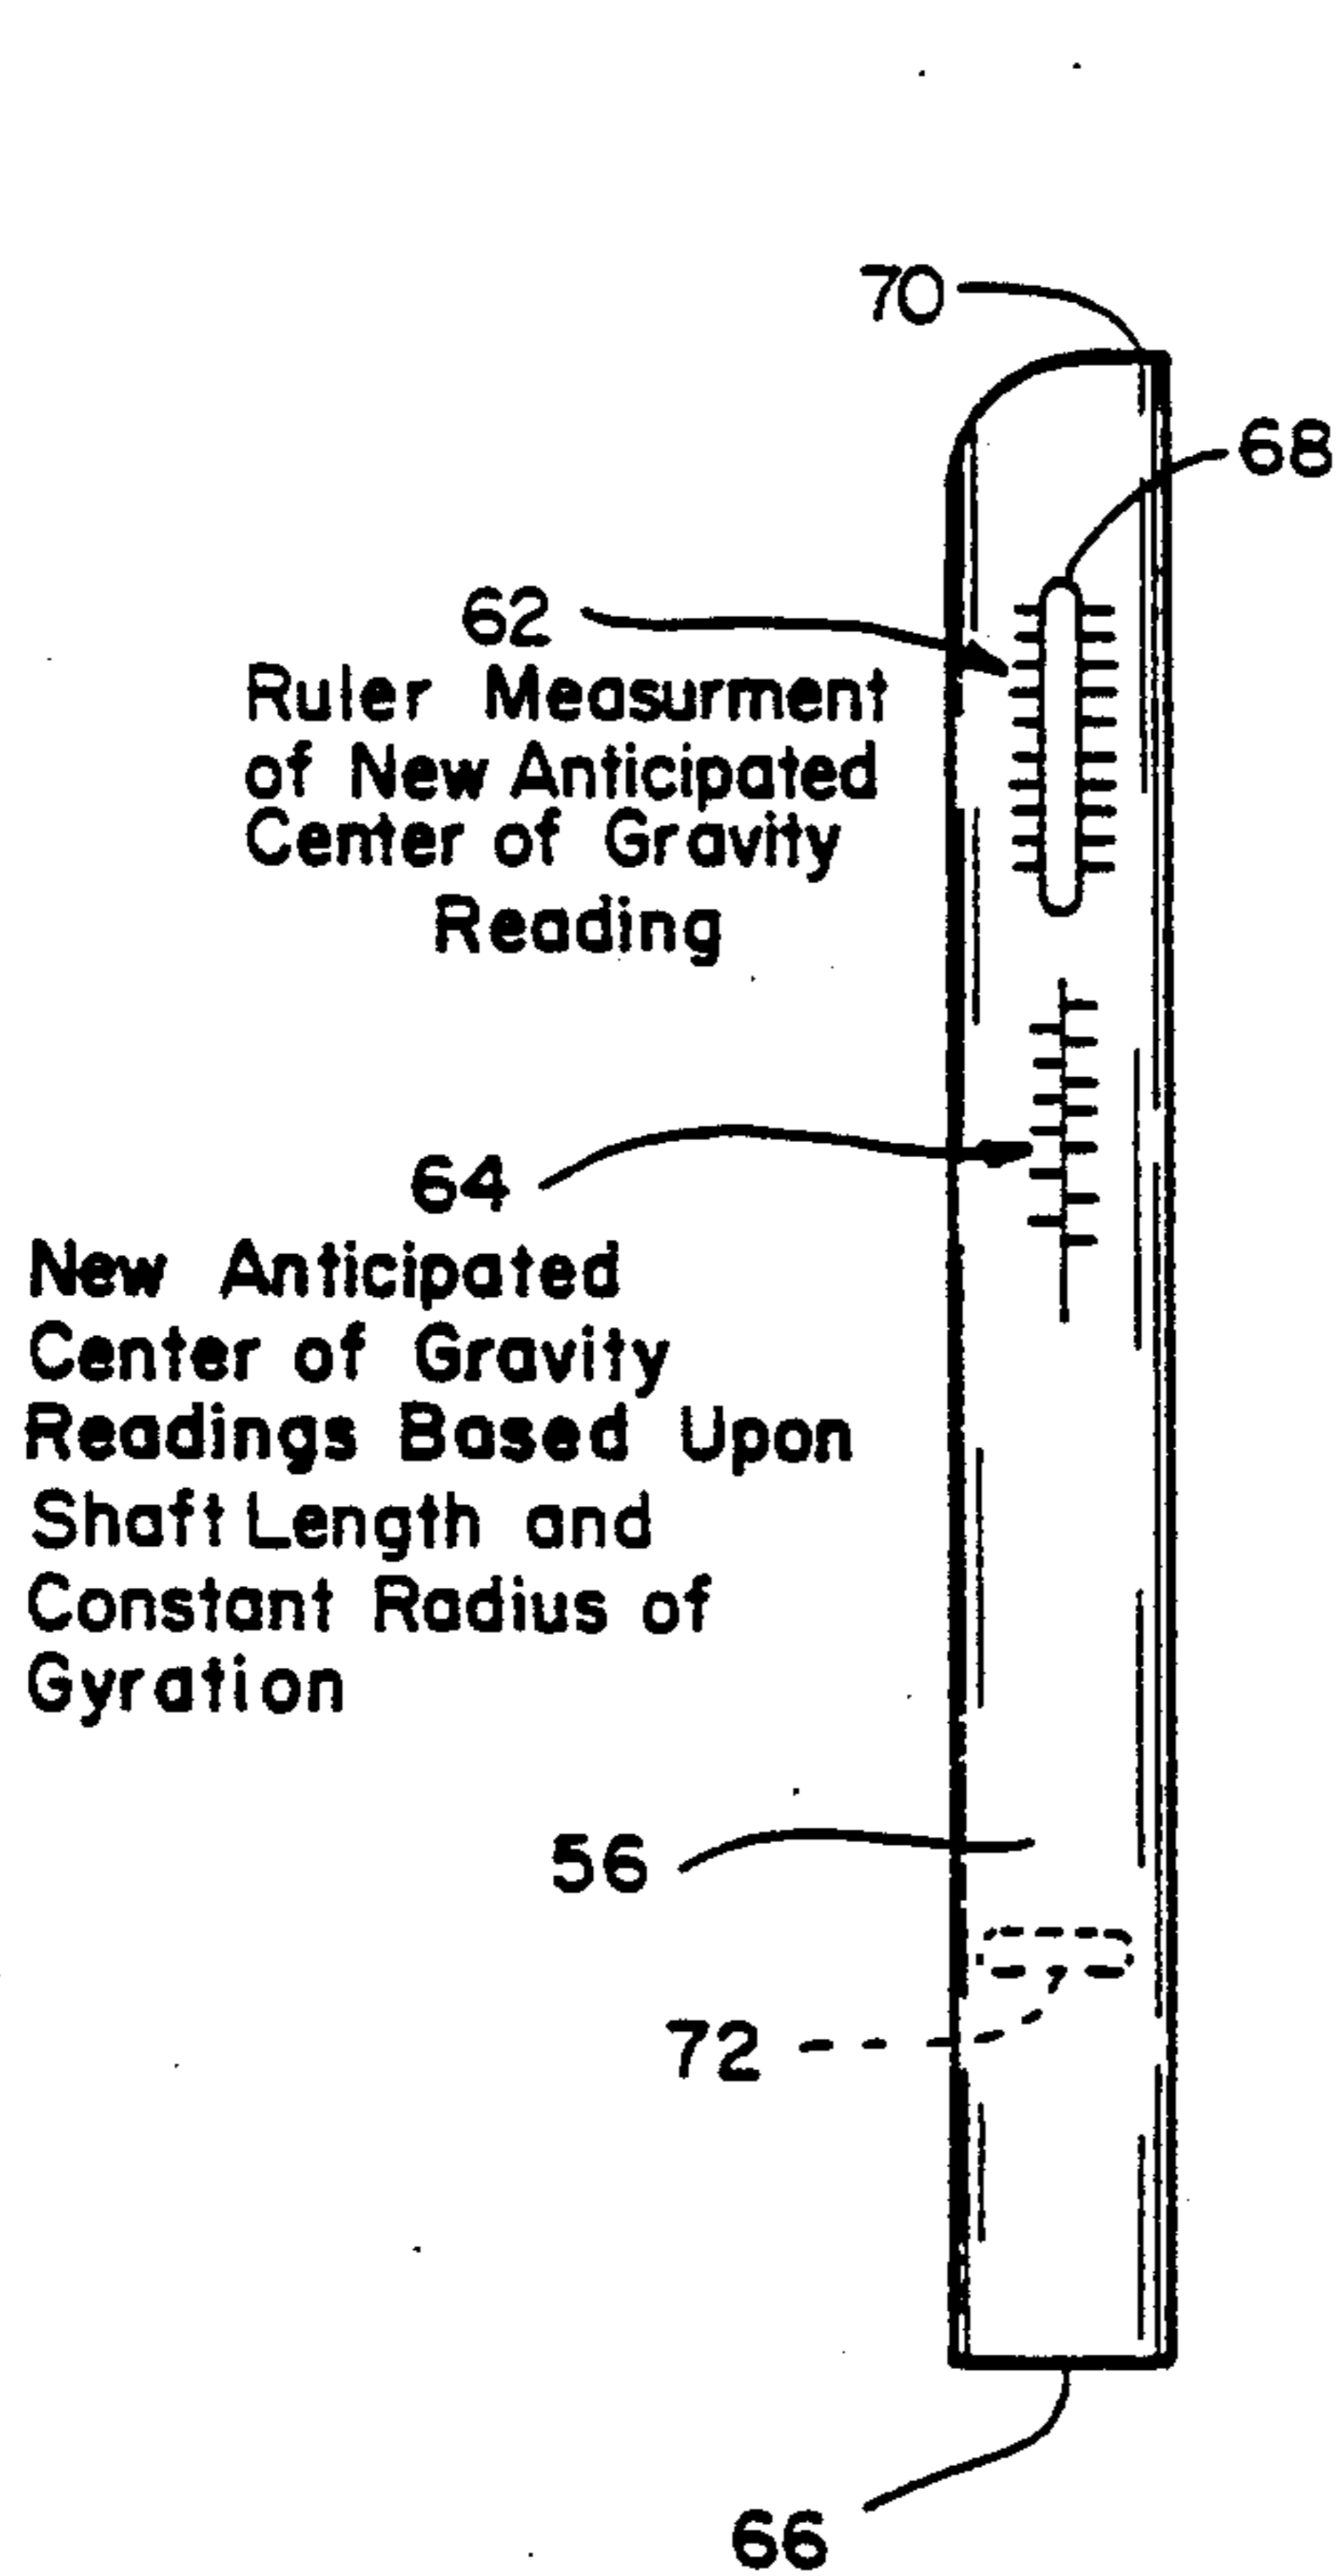 70
68
62
Ruler Measurment
of New Anticipated
Center of Gravity
Reading
64
New Anticipated
Center of Gravity
Readings Based Upon
Shaft Length and
Constant Radius of
Gyration
56
72
66